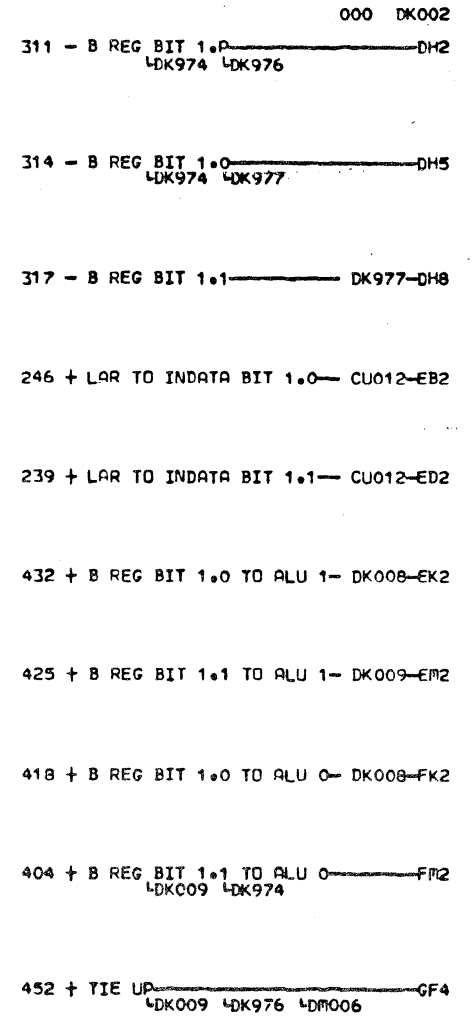 000 DK002
311 - B REG BIT 1.P DH2
DK974 DK976
314 - B REG BIT 1.0 DH5
DK974 DK977
317 - B REG BIT 1.1 DK977 DH8
246 + LAR TO INDATA BIT 1.0 CU012 EB2
239 + LAR TO INDATA BIT 1.1 CU012 ED2
432 + B REG BIT 1.0 TO ALU 1 DK008 EK2
425 + B REG BIT 1.1 TO ALU 1 DK009 EM2
418 + B REG BIT 1.0 TO ALU 0 DK008 FK2
404 + B REG BIT 1.1 TO ALU 0 FM2
DK009 DK974
452 + TIE UP GF4
DK009 DK976 DM006